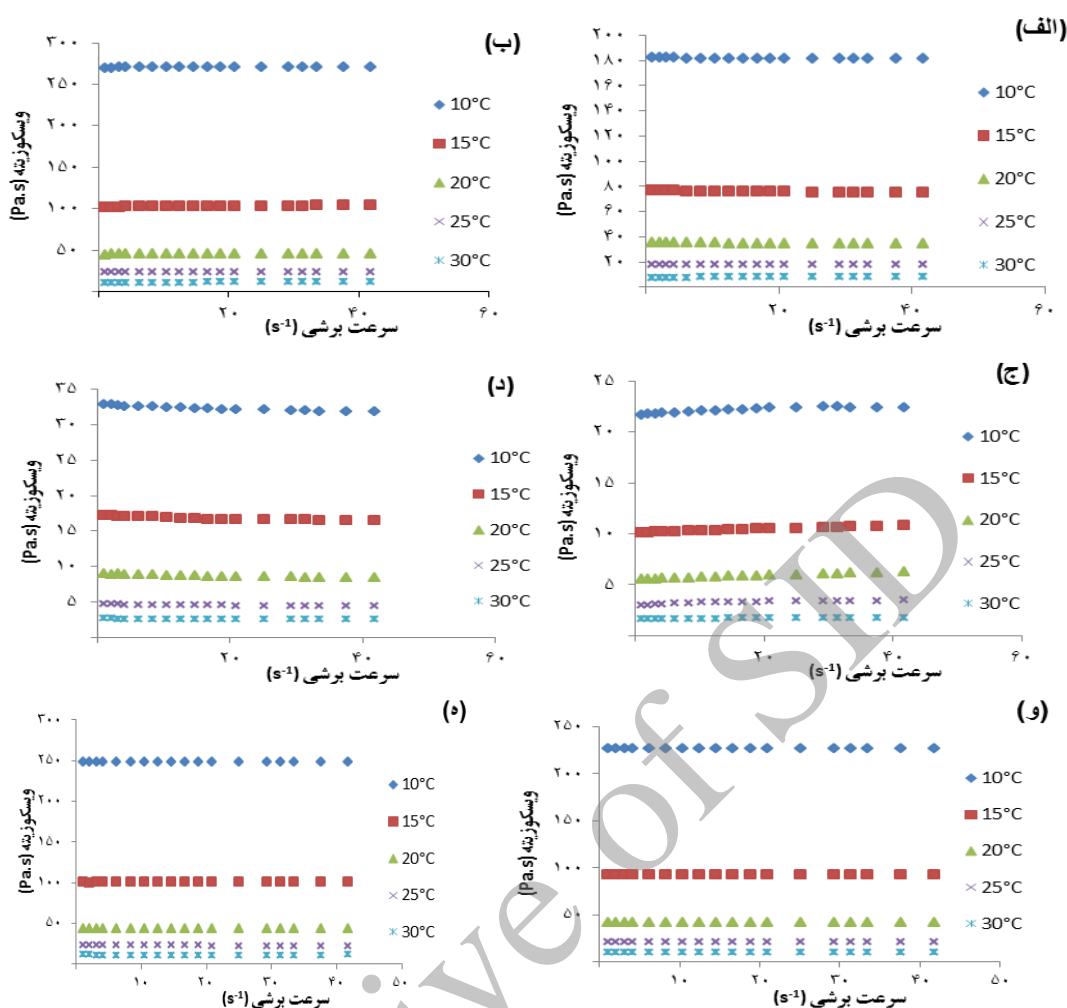 (الف)
ویسکوزیته (Pa.s)
۲۰۰
۱۸۰
۱۶۰
۱۴۰
۱۲۰
۱۰۰
۸۰
۶۰
۴۰
۲۰
۲۰
۴۰
۶۰
سرعت برشی (s-1)
10°C
15°C
20°C
25°C
30°C
(ب)
ویسکوزیته (Pa.s)
۳۰۰
۲۵۰
۲۰۰
۱۵۰
۱۰۰
۵۰
۲۰
۴۰
۶۰
سرعت برشی (s-1)
10°C
15°C
20°C
25°C
30°C
(ج)
ویسکوزیته (Pa.s)
۲۵
۲۰
۱۵
۱۰
۵
۲۰
۴۰
۶۰
سرعت برشی (s-1)
10°C
15°C
20°C
25°C
30°C
(د)
ویسکوزیته (Pa.s)
۳۵
۳۰
۲۵
۲۰
۱۵
۱۰
۵
۲۰
۴۰
۶۰
سرعت برشی (s-1)
10°C
15°C
20°C
25°C
30°C
(و)
ویسکوزیته (Pa.s)
۲۵۰
۲۰۰
۱۵۰
۱۰۰
۵۰
۱۰
۲۰
۳۰
۴۰
۵۰
سرعت برشی (s-1)
10°C
15°C
20°C
25°C
30°C
(ه)
ویسکوزیته (Pa.s)
۳۰۰
۲۵۰
۲۰۰
۱۵۰
۱۰۰
۵۰
۱۰
۲۰
۳۰
۴۰
۵۰
سرعت برشی (s-1)
10°C
15°C
20°C
25°C
30°C
ive of SID